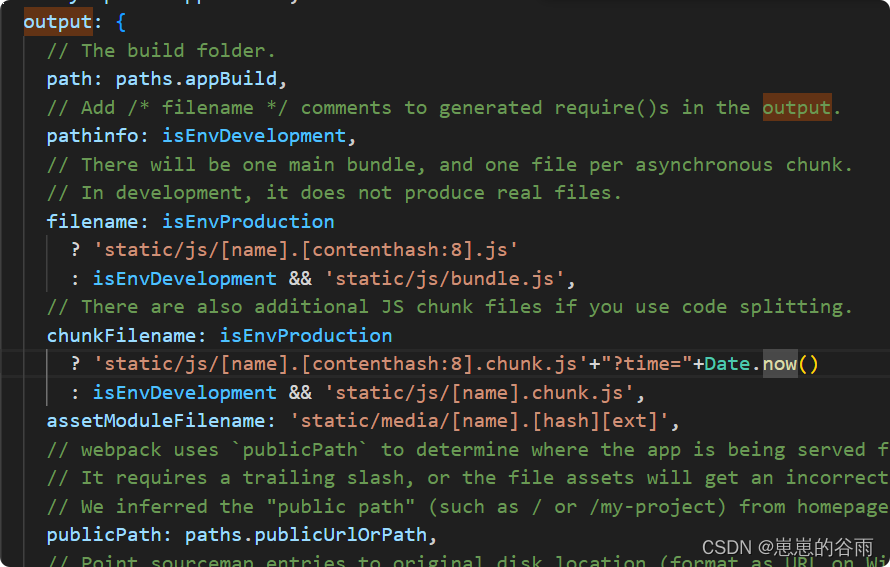 output: {
// The build folder.
path: paths.appBuild,
// Add /* filename */ comments to generated require()s in the output.
pathinfo: isEnvDevelopment,
// There will be one main bundle, and one file per asynchronous chunk.
// In development, it does not produce real files.
filename: isEnvProduction
? 'static/js/[name].[contenthash:8].js'
: isEnvDevelopment && 'static/js/bundle.js',
// There are also additional JS chunk files if you use code splitting.
chunkFilename: isEnvProduction
? 'static/js/[name].[contenthash:8].chunk.js'+"?time="+Date.now()
: isEnvDevelopment && 'static/js/[name].chunk.js',
assetModuleFilename: 'static/media/[name].[hash][ext]',
// webpack uses `publicPath` to determine where the app is being served f
// It requires a trailing slash, or the file assets will get an incorrect
// We inferred the "public path" (such as / or /my-project) from homepage
publicPath: paths.publicUrlOrPath,
// Point sourcemap entries to original disk location (format as URL on Wi
CSDN @崽崽的谷雨